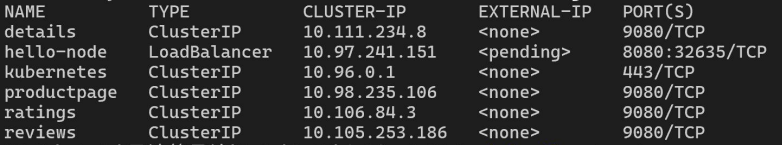 NAME TYPE CLUSTER-IP EXTERNAL-IP PORT(S)
details ClusterIP 10.111.234.8 <none> 9080/TCP
hello-node LoadBalancer 10.97.241.151 <pending> 8080:32635/TCP
kubernetes ClusterIP 10.96.0.1 <none> 443/TCP
productpage ClusterIP 10.98.235.106 <none> 9080/TCP
ratings ClusterIP 10.106.84.3 <none> 9080/TCP
reviews ClusterIP 10.105.253.186 <none> 9080/TCP